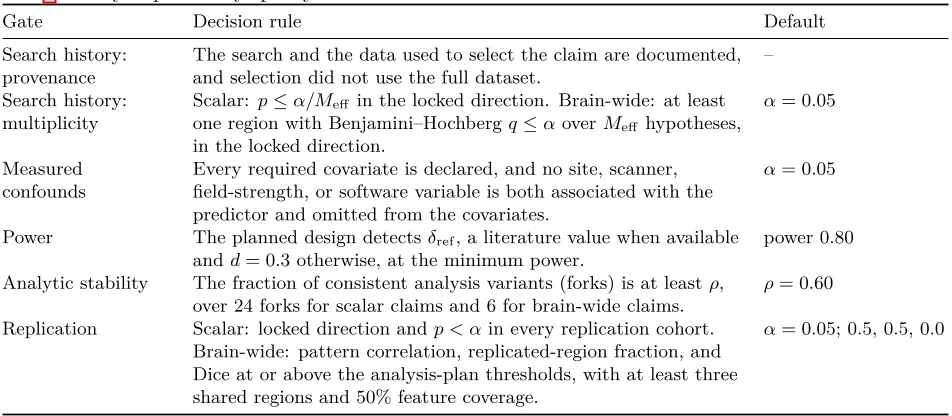 Gate Decision rule Default
Search history: The search and the data used to select the claim are documented, –
provenance and selection did not use the full dataset.
Search history: Scalar: p ≤ α/M_eff in the locked direction. Brain-wide: at least α = 0.05
multiplicity one region with Benjamini–Hochberg q ≤ α over M_eff hypotheses,
in the locked direction.
Measured Every required covariate is declared, and no site, scanner, α = 0.05
confounds field-strength, or software variable is both associated with the
predictor and omitted from the covariates.
Power The planned design detects δ_ref, a literature value when available power 0.80
and d = 0.3 otherwise, at the minimum power.
Analytic stability The fraction of consistent analysis variants (forks) is at least ρ, ρ = 0.60
over 24 forks for scalar claims and 6 for brain-wide claims.
Replication Scalar: locked direction and p < α in every replication cohort. α = 0.05; 0.5, 0.5, 0.0
Brain-wide: pattern correlation, replicated-region fraction, and
Dice at or above the analysis-plan thresholds, with at least three
shared regions and 50% feature coverage.